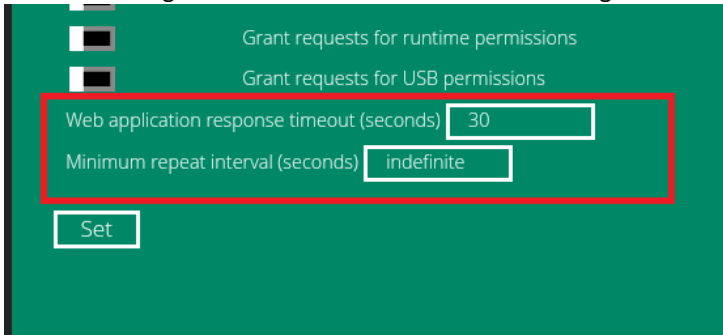 Grant requests for runtime permissions
Grant requests for USB permissions
Web application response timeout (seconds) 30
Minimum repeat interval (seconds) indefinite
Set